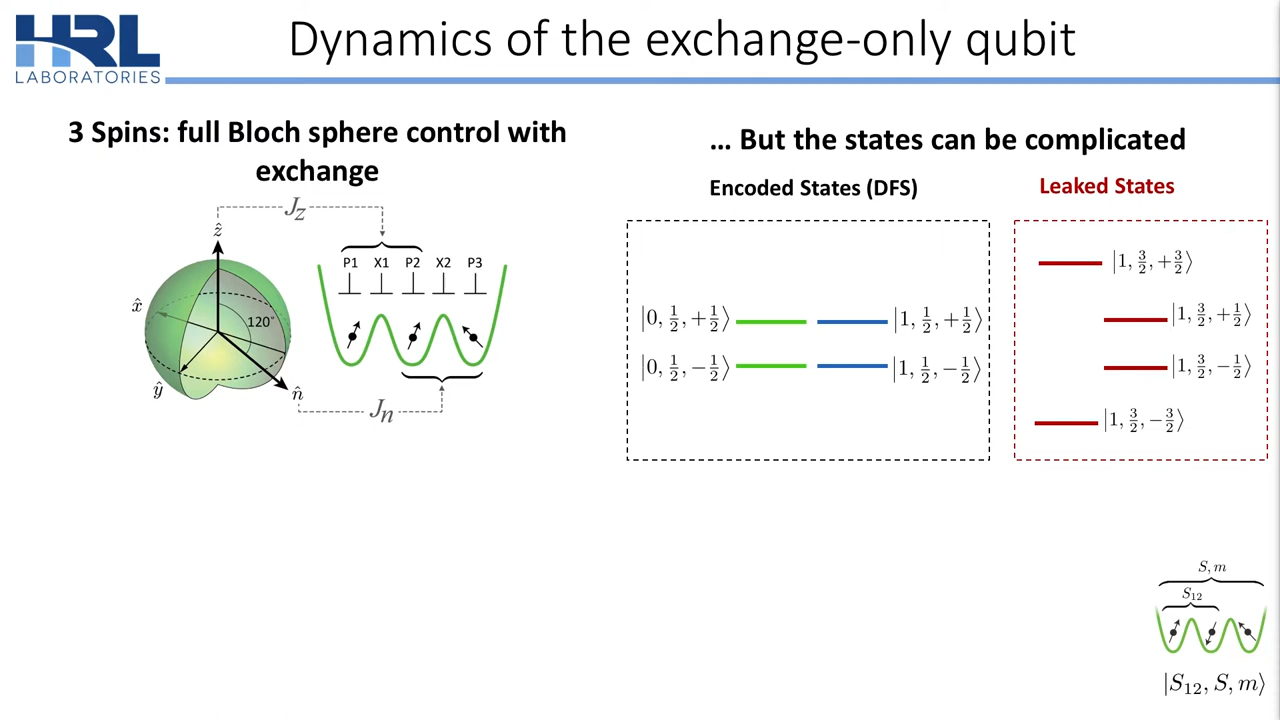 HRL
LABORATORIES
Dynamics of the exchange-only qubit
3 Spins: full Bloch sphere control with
exchange
J_z
ẑ
x̂
ŷ
n̂
120°
P1 X1 P2 X2 P3
J_n
... But the states can be complicated
Encoded States (DFS)
Leaked States
|0, 1/2, +1/2⟩
|1, 1/2, +1/2⟩
|0, 1/2, −1/2⟩
|1, 1/2, −1/2⟩
|1, 3/2, +3/2⟩
|1, 3/2, +1/2⟩
|1, 3/2, −1/2⟩
|1, 3/2, −3/2⟩
S, m
S₁₂
|S₁₂, S, m⟩